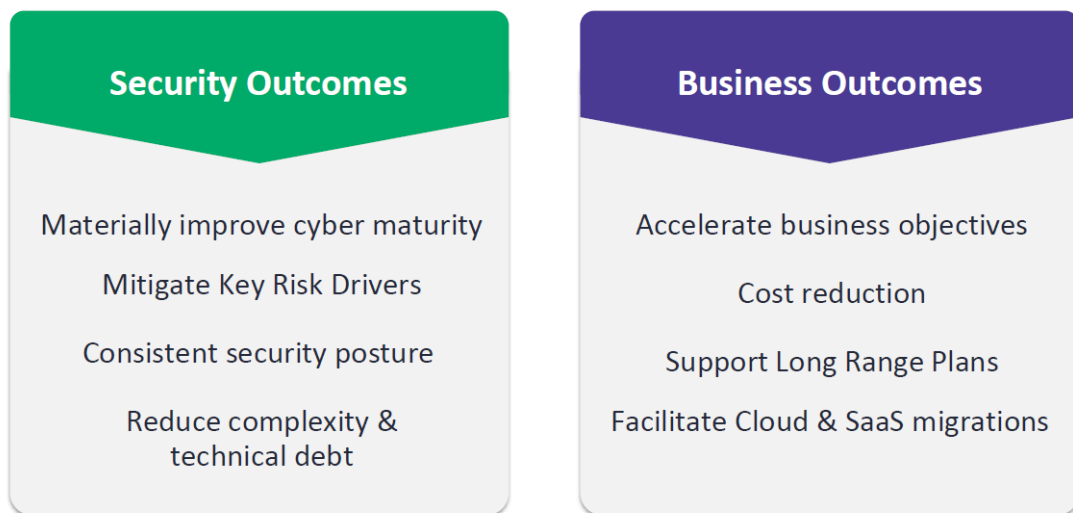 Security Outcomes
Materially improve cyber maturity
Mitigate Key Risk Drivers
Consistent security posture
Reduce complexity &
technical debt
Business Outcomes
Accelerate business objectives
Cost reduction
Support Long Range Plans
Facilitate Cloud & SaaS migrations